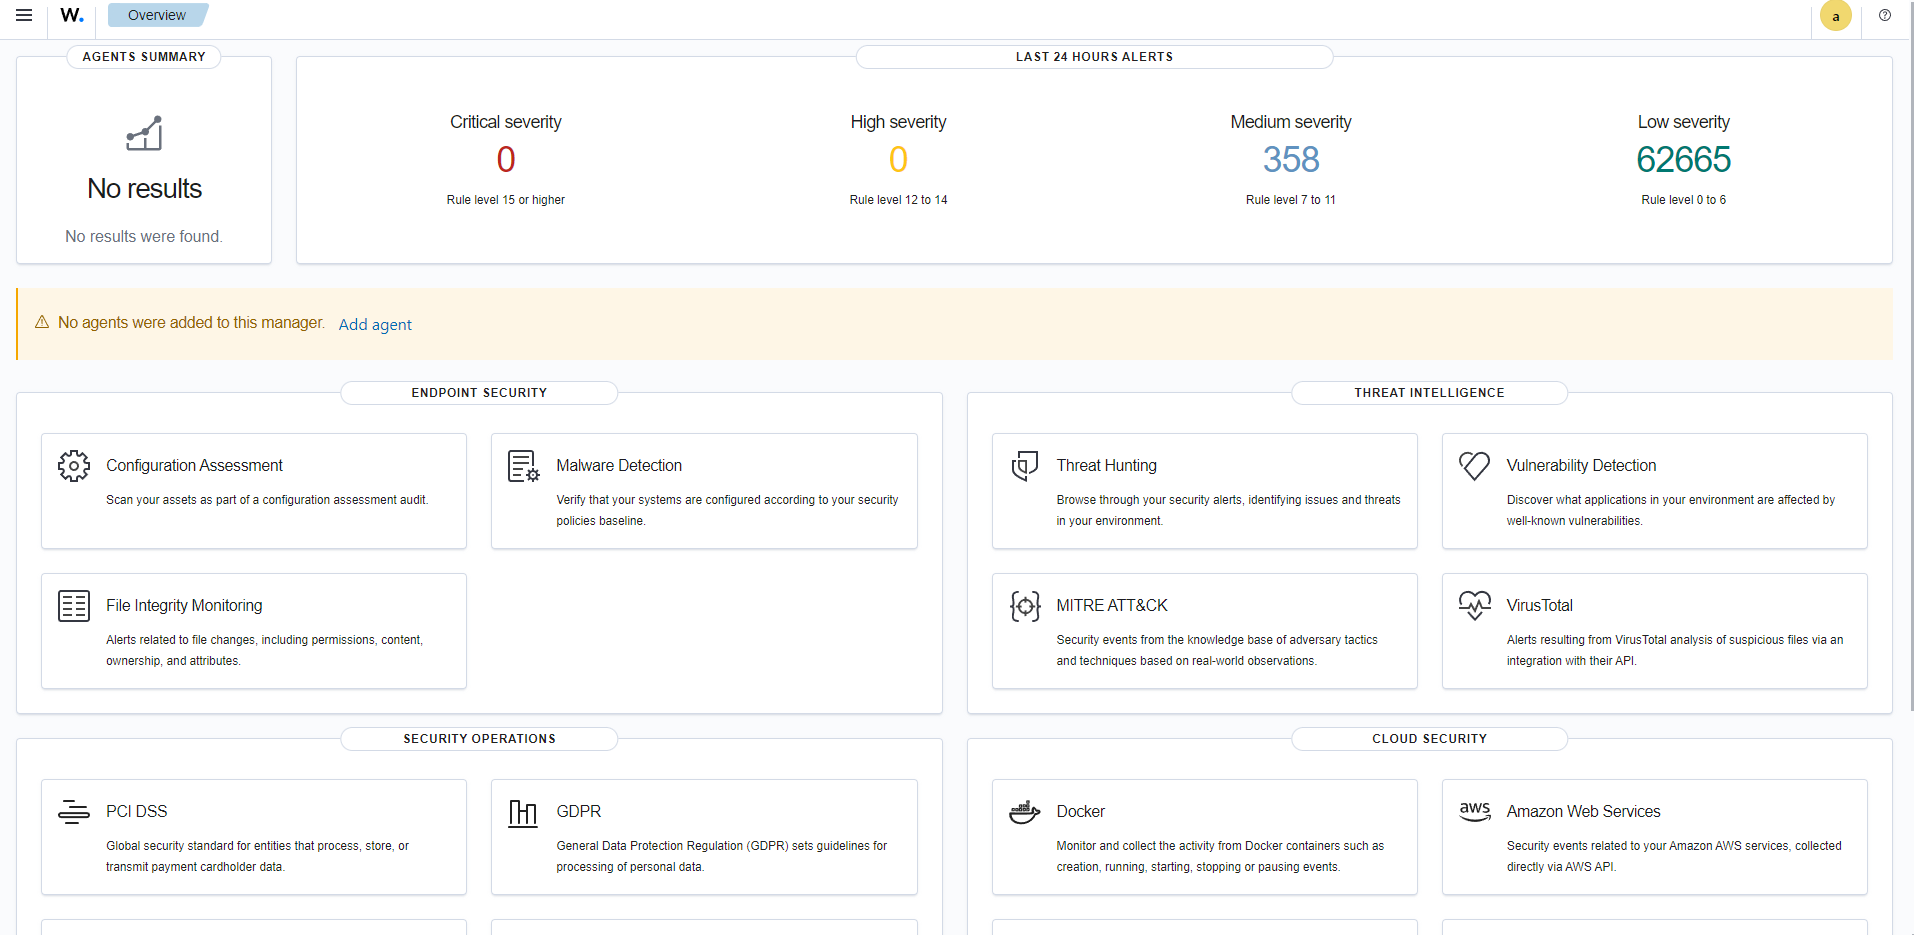 W.
Overview
a
AGENTS SUMMARY
No results
No results were found.
LAST 24 HOURS ALERTS
Critical severity
0
Rule level 15 or higher
High severity
0
Rule level 12 to 14
Medium severity
358
Rule level 7 to 11
Low severity
62665
Rule level 0 to 6
No agents were added to this manager. Add agent
ENDPOINT SECURITY
Configuration Assessment
Scan your assets as part of a configuration assessment audit.
Malware Detection
Verify that your systems are configured according to your security
policies baseline.
File Integrity Monitoring
Alerts related to file changes, including permissions, content,
ownership, and attributes.
THREAT INTELLIGENCE
Threat Hunting
Browse through your security alerts, identifying issues and threats
in your environment.
Vulnerability Detection
Discover what applications in your environment are affected by
well-known vulnerabilities.
MITRE ATT&CK
Security events from the knowledge base of adversary tactics
and techniques based on real-world observations.
VirusTotal
Alerts resulting from VirusTotal analysis of suspicious files via an
integration with their API.
SECURITY OPERATIONS
PCI DSS
Global security standard for entities that process, store, or
transmit payment cardholder data.
GDPR
General Data Protection Regulation (GDPR) sets guidelines for
processing of personal data.
CLOUD SECURITY
Docker
Monitor and collect the activity from Docker containers such as
creation, running, starting, stopping or pausing events.
aws
Amazon Web Services
Security events related to your Amazon AWS services, collected
directly via AWS API.